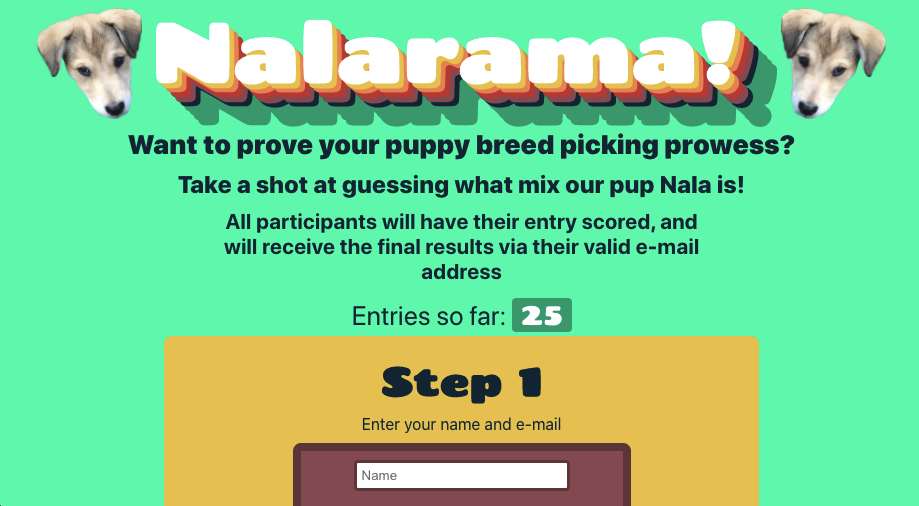 Nalarama!
Want to prove your puppy breed picking prowess?
Take a shot at guessing what mix our pup Nala is!
All participants will have their entry scored, and
will receive the final results via their valid e-mail
address
Entries so far: 25
Step 1
Enter your name and e-mail
Name